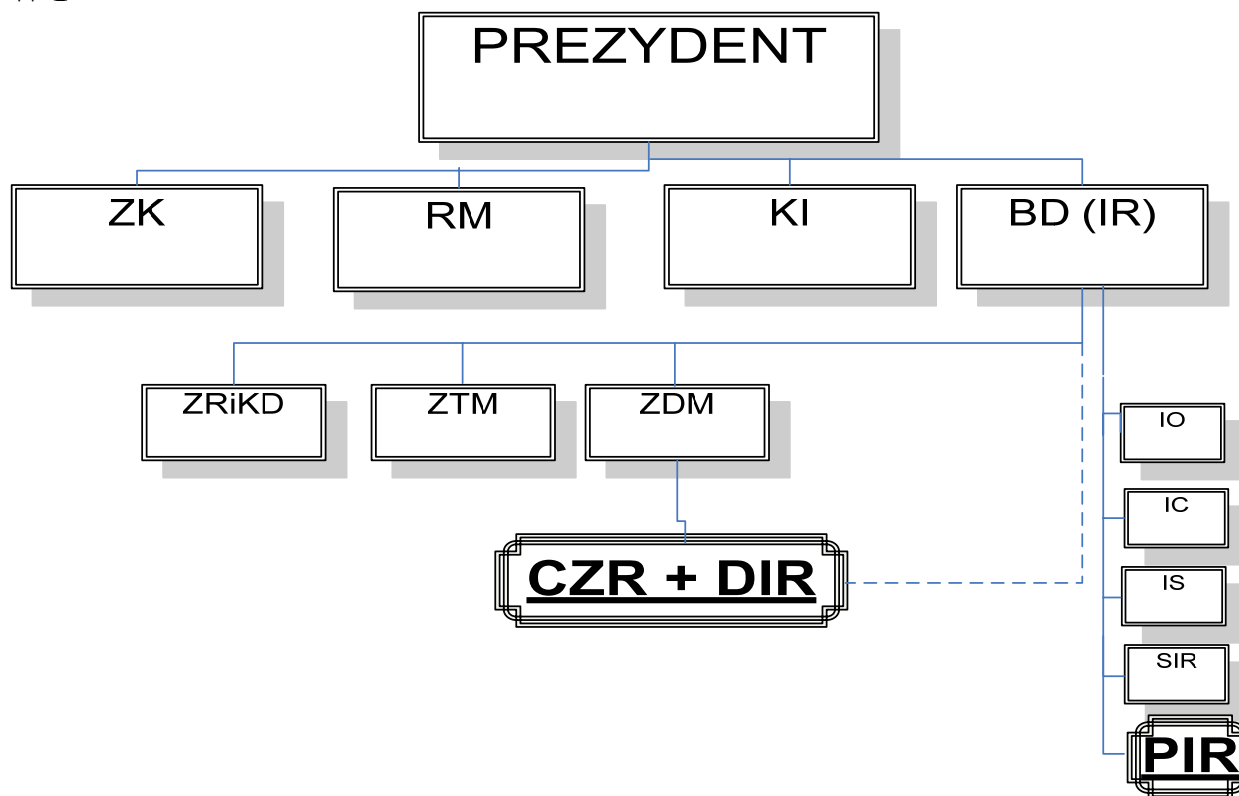 PREZYDENT
ZK
RM
KI
BD (IR)
ZRiKD
ZTM
ZDM
IO
IC
IS
SIR
CZR + DIR
PIR